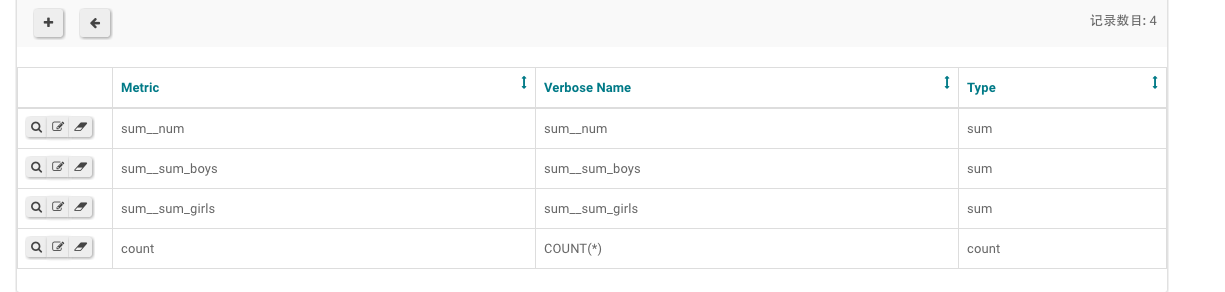 记录数目: 4
Metric Verbose Name Type
sum__num sum__num sum
sum__sum_boys sum__sum_boys sum
sum__sum_girls sum__sum_girls sum
count COUNT(*) count